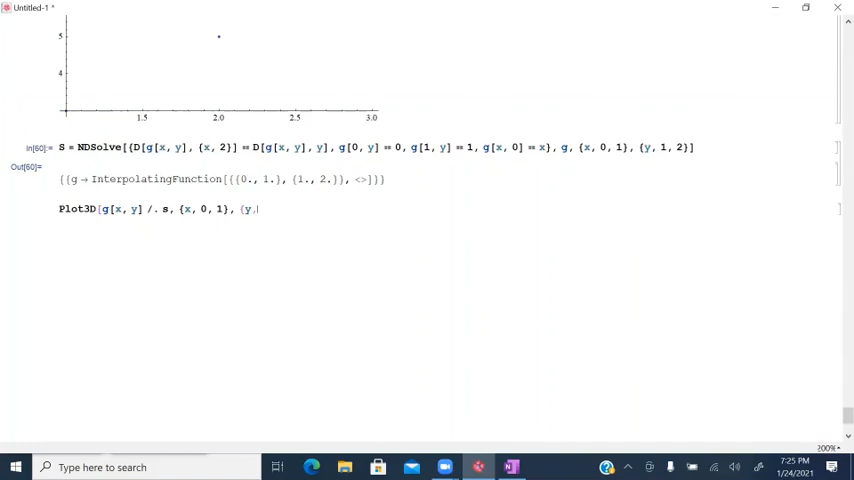 Untitled-1 *
5
4
1.5 2.0 2.5 3.0
In[60]:= S = NDSolve[{D[g[x, y], {x, 2}] == D[g[x, y], y], g[0, y] == 0, g[1, y] == 1, g[x, 0] == x}, g, {x, 0, 1}, {y, 1, 2}]
Out[60]=
{{g → InterpolatingFunction[{{0., 1.}, {1., 2.}}, <>]}}
Plot3D[g[x, y] /. s, {x, 0, 1}, {y,
200%
Type here to search
7:25 PM
1/24/2021